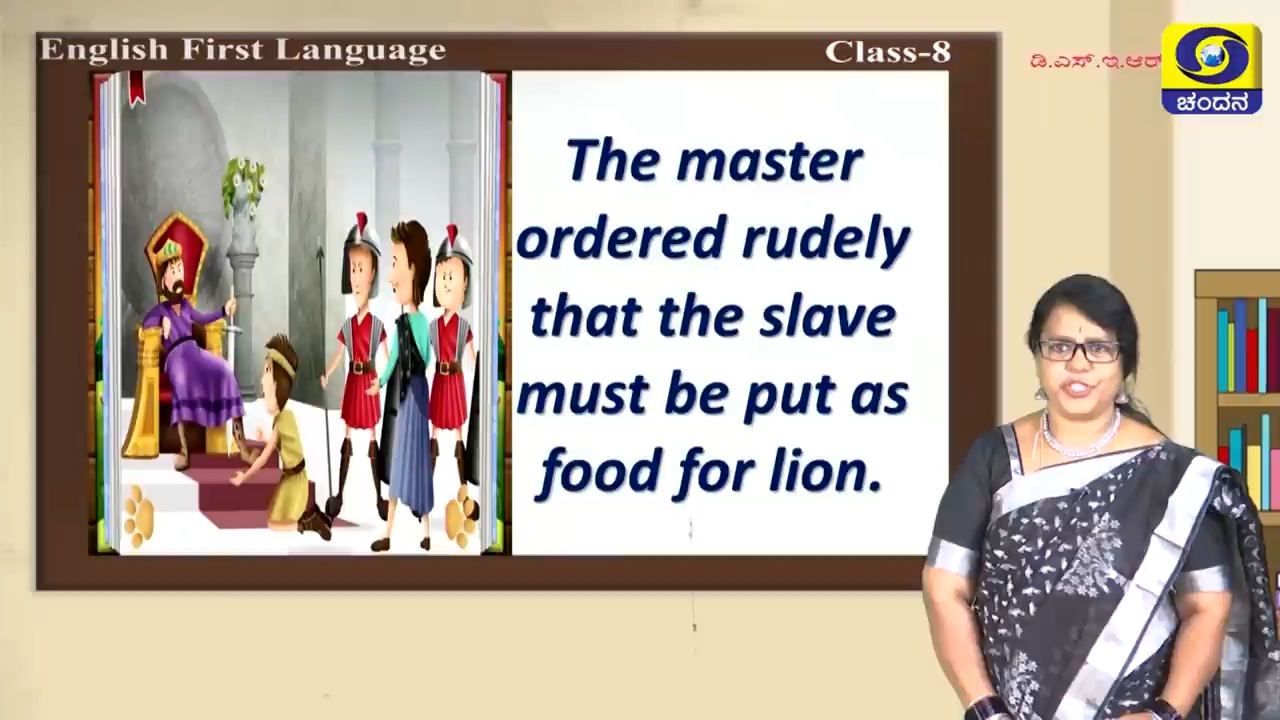 English First Language
Class-8
ಡಿ.ಎಸ್.ಇ.ಆರ್
ಚಂದನ
The master
ordered rudely
that the slave
must be put as
food for lion.